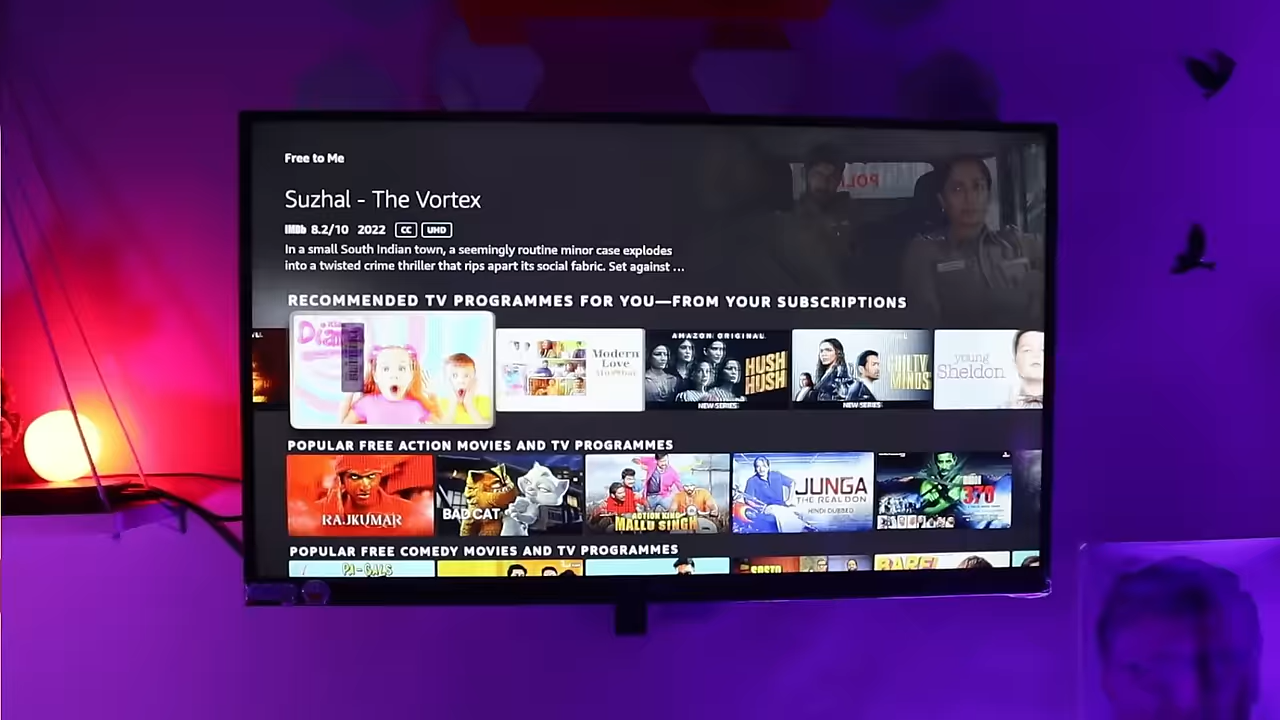 Free to Me
Suzhal - The Vortex
IMDb 8.2/10 2022 CC UHD
In a small South Indian town, a seemingly routine minor case explodes
into a twisted crime thriller that rips apart its social fabric. Set against ...
RECOMMENDED TV PROGRAMMES FOR YOU—FROM YOUR SUBSCRIPTIONS
Modern
Love
AMAZON ORIGINAL
HUSH
HUSH
NEW SERIES
GUILTY
MINDS
NEW SERIES
young
Sheldon
POPULAR FREE ACTION MOVIES AND TV PROGRAMMES
RAJKUMAR
BAD CAT
ACTION KING
MALLU SINGH
JUNGA
THE REAL DON
HINDI DUBBED
370
POPULAR FREE COMEDY MOVIES AND TV PROGRAMMES
PA-GALS